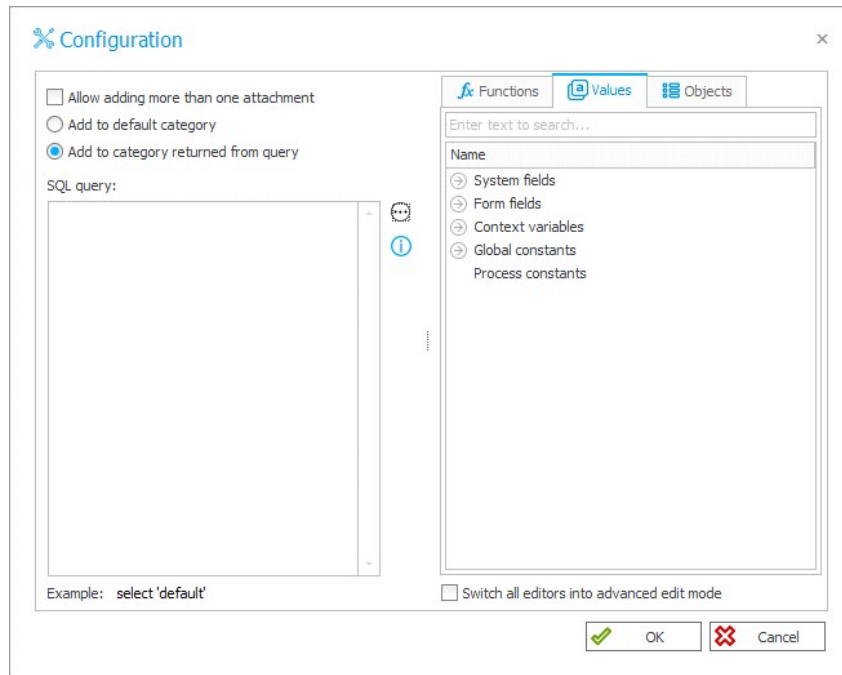 Configuration
Allow adding more than one attachment
Add to default category
Add to category returned from query
SQL query:
Example: select 'default'
fx Functions
a Values
Objects
Enter text to search...
Name
System fields
Form fields
Context variables
Global constants
Process constants
Switch all editors into advanced edit mode
OK
Cancel